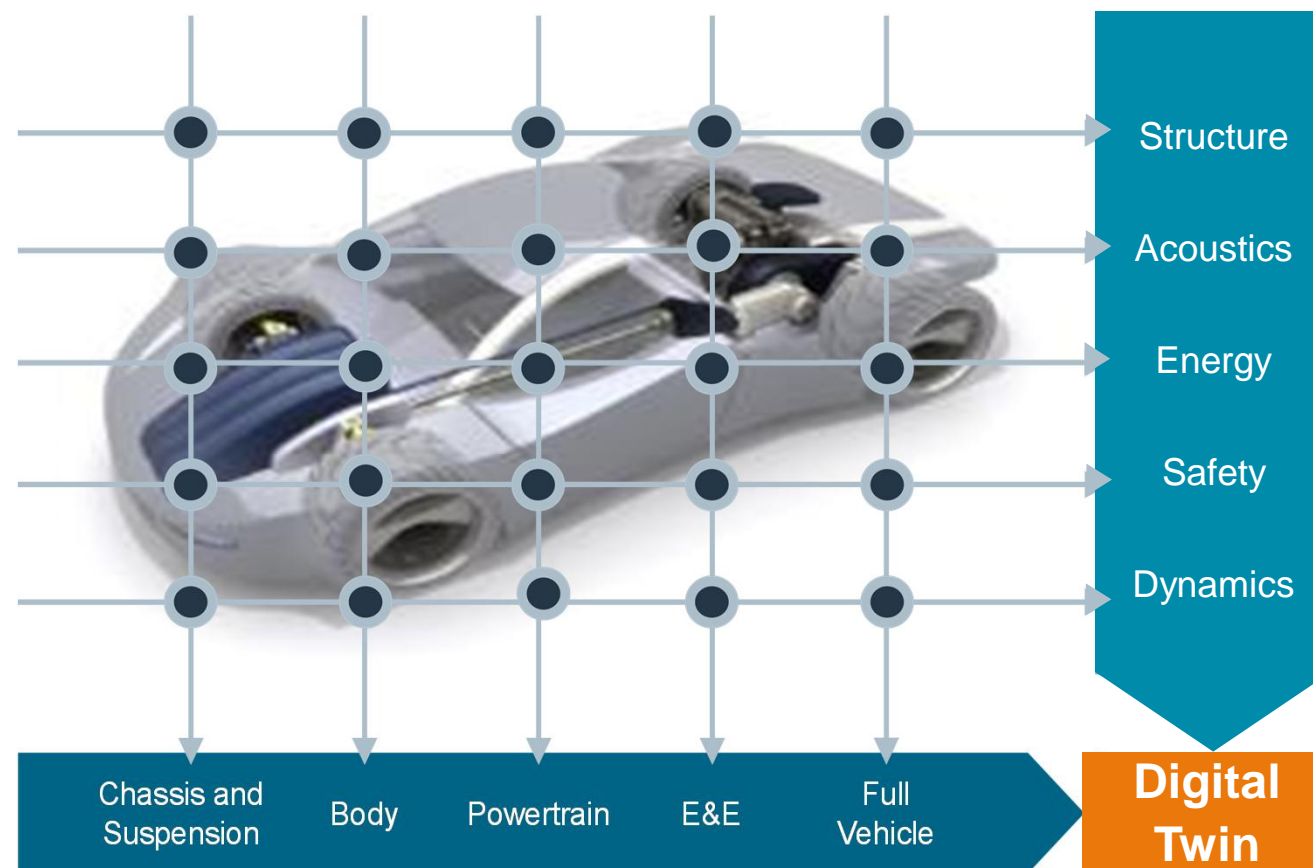 Structure
Acoustics
Energy
Safety
Dynamics
Chassis and
Suspension
Body
Powertrain
E&E
Full
Vehicle
Digital
Twin